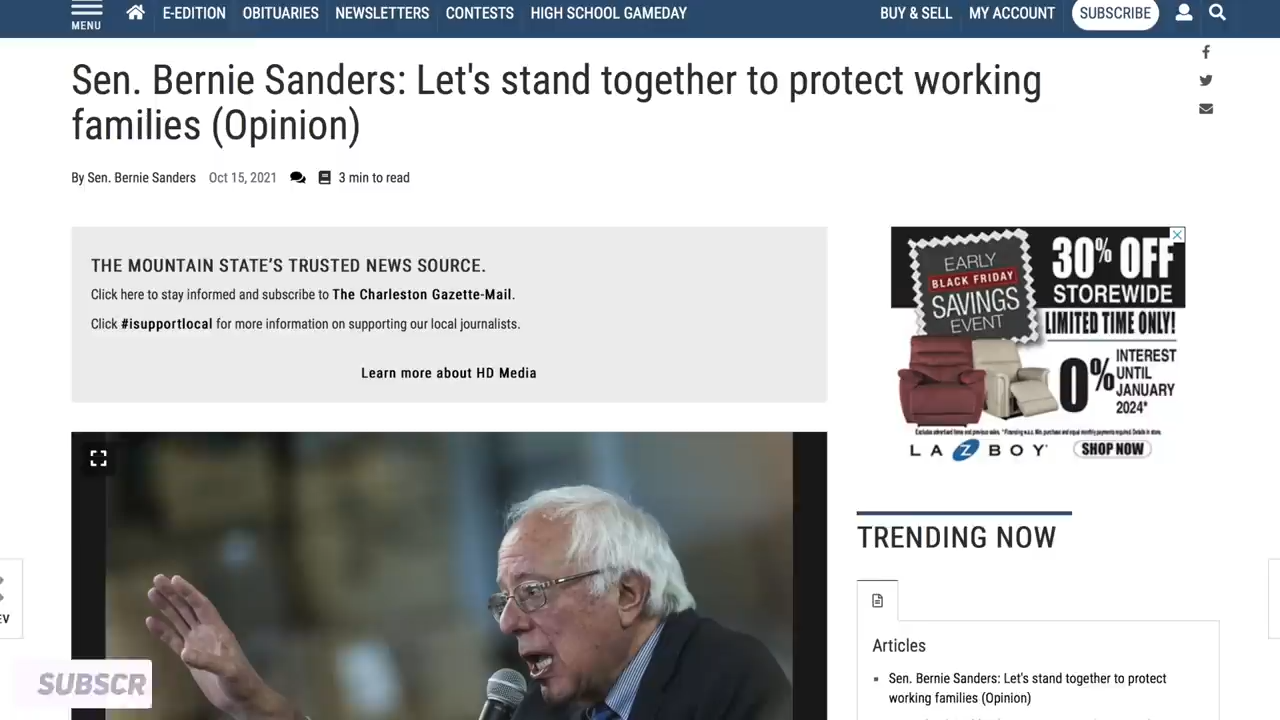 MENU
E-EDITION
OBITUARIES
NEWSLETTERS
CONTESTS
HIGH SCHOOL GAMEDAY
BUY & SELL
MY ACCOUNT
SUBSCRIBE
Sen. Bernie Sanders: Let's stand together to protect working
families (Opinion)
By Sen. Bernie Sanders Oct 15, 2021 3 min to read
THE MOUNTAIN STATE'S TRUSTED NEWS SOURCE.
Click here to stay informed and subscribe to The Charleston Gazette-Mail.
Click #isupportlocal for more information on supporting our local journalists.
Learn more about HD Media
EARLY
BLACK FRIDAY
SAVINGS
EVENT
30% OFF
STOREWIDE
LIMITED TIME ONLY!
0%
INTEREST
UNTIL
JANUARY
2024*
LA Z BOY
SHOP NOW
TRENDING NOW
Articles
Sen. Bernie Sanders: Let's stand together to protect
working families (Opinion)
EV
SUBSCR